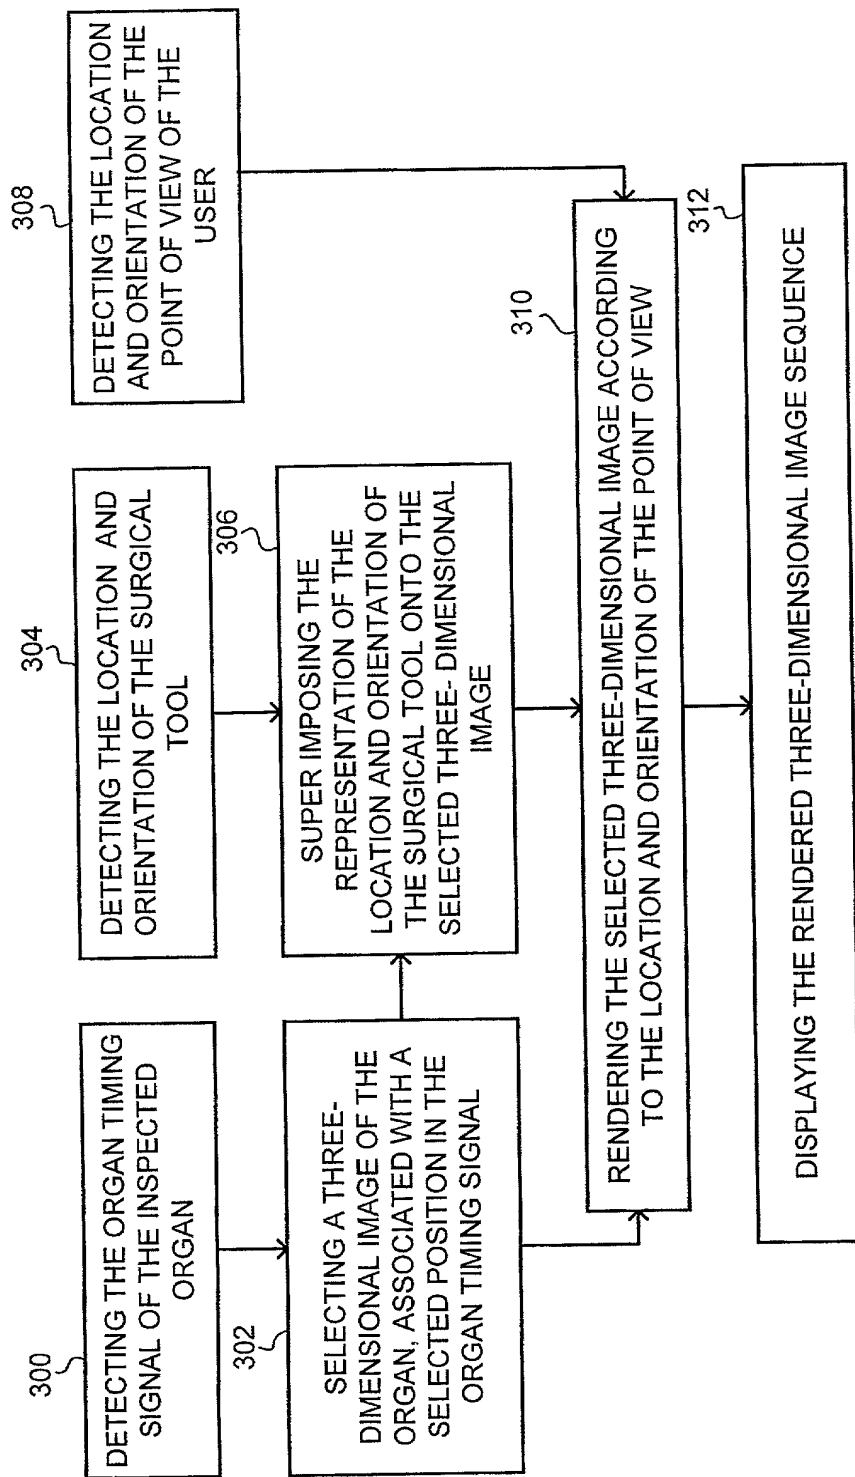 300
DETECTING THE ORGAN TIMING
SIGNAL OF THE INSPECTED
ORGAN
304
DETECTING THE LOCATION AND
ORIENTATION OF THE SURGICAL
TOOL
308
DETECTING THE LOCATION
AND ORIENTATION OF THE
POINT OF VIEW OF THE
USER
302
SELECTING A THREE-
DIMENSIONAL IMAGE OF THE
ORGAN, ASSOCIATED WITH A
SELECTED POSITION IN THE
ORGAN TIMING SIGNAL
306
SUPER IMPOSING THE
REPRESENTATION OF THE
LOCATION AND ORIENTATION OF
THE SURGICAL TOOL ONTO THE
SELECTED THREE- DIMENSIONAL
IMAGE
310
RENDERING THE SELECTED THREE-DIMENSIONAL IMAGE ACCORDING
TO THE LOCATION AND ORIENTATION OF THE POINT OF VIEW
312
DISPLAYING THE RENDERED THREE-DIMENSIONAL IMAGE SEQUENCE